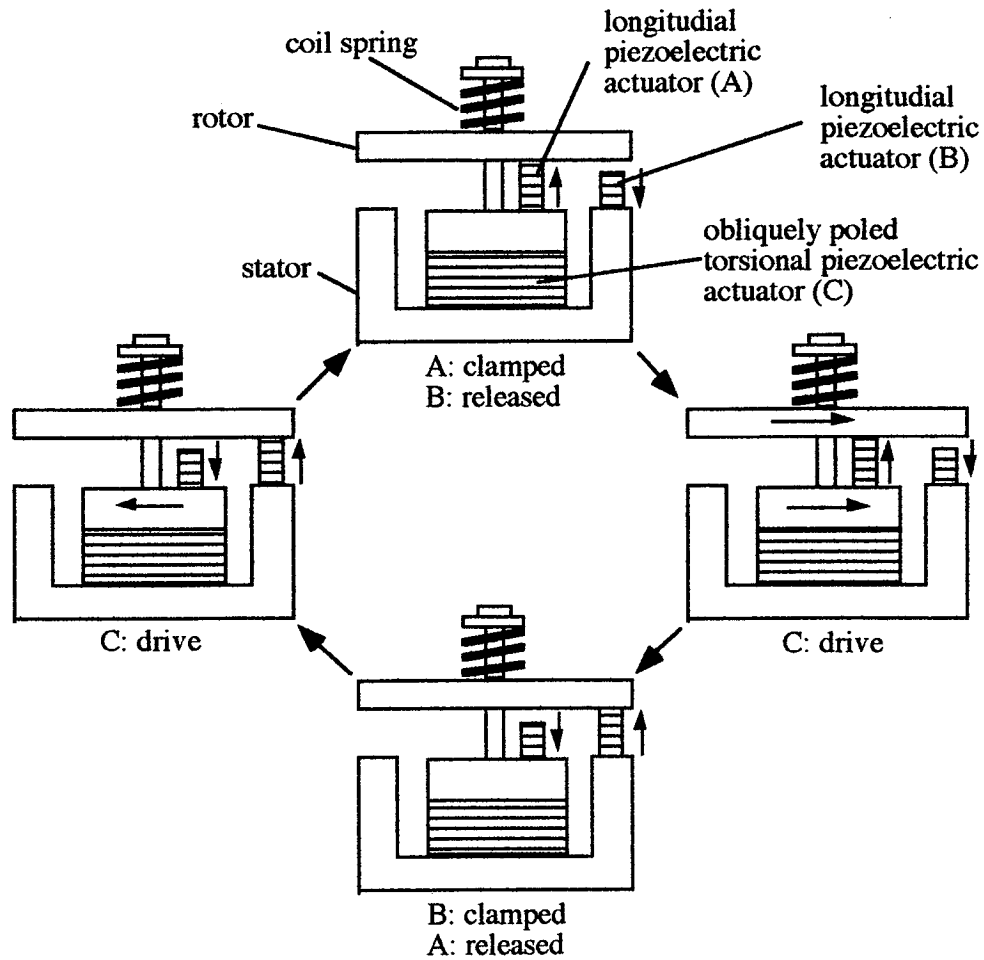 coil spring
longitudial
piezoelectric
actuator (A)
rotor
longitudial
piezoelectric
actuator (B)
obliquely poled
torsional piezoelectric
actuator (C)
stator
A: clamped
B: released
C: drive
C: drive
B: clamped
A: released